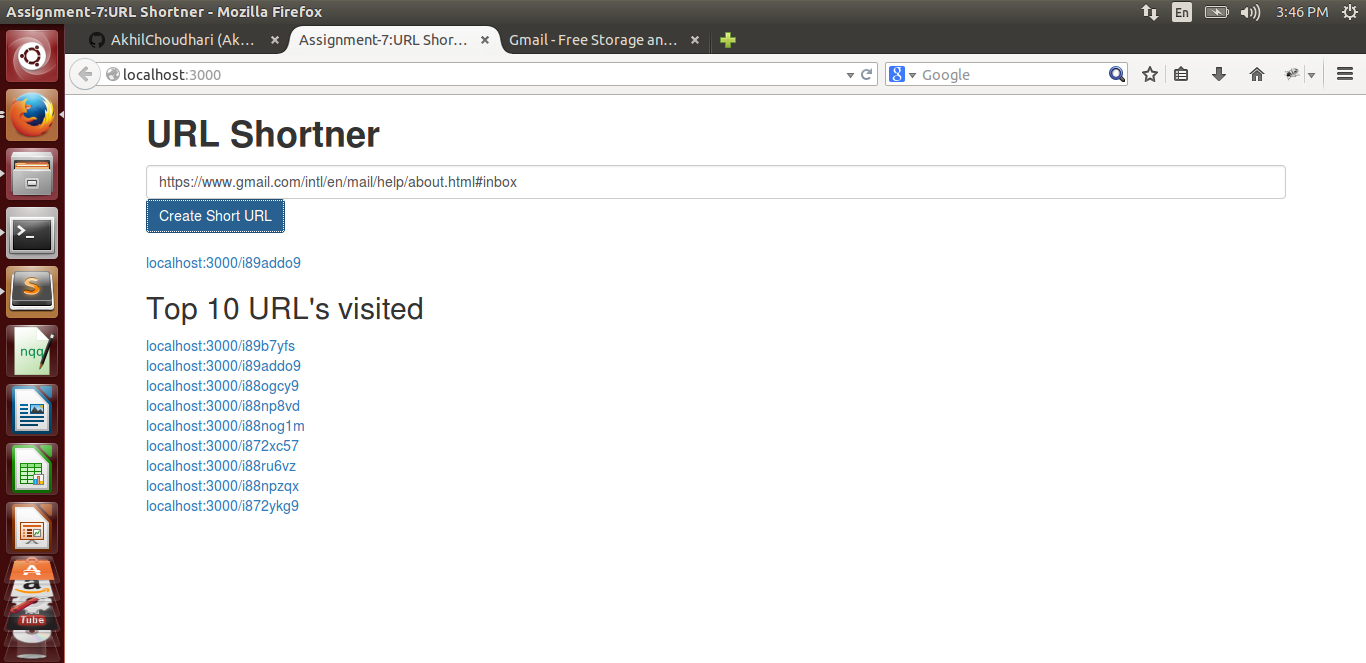 Assignment-7:URL Shortner - Mozilla Firefox
En
3:46 PM
AkhilChoudhari (Ak...
Assignment-7:URL Shor...
Gmail - Free Storage an...
localhost:3000
8
Google
URL Shortner
https://www.gmail.com/intl/en/mail/help/about.html#inbox
Create Short URL
localhost:3000/i89addo9
Top 10 URL's visited
localhost:3000/i89b7yfs
localhost:3000/i89addo9
localhost:3000/i88ogcy9
localhost:3000/i88np8vd
localhost:3000/i88nog1m
localhost:3000/i872xc57
localhost:3000/i88ru6vz
localhost:3000/i88npzqx
localhost:3000/i872ykg9
>_
S
nqq
A
a
Tube